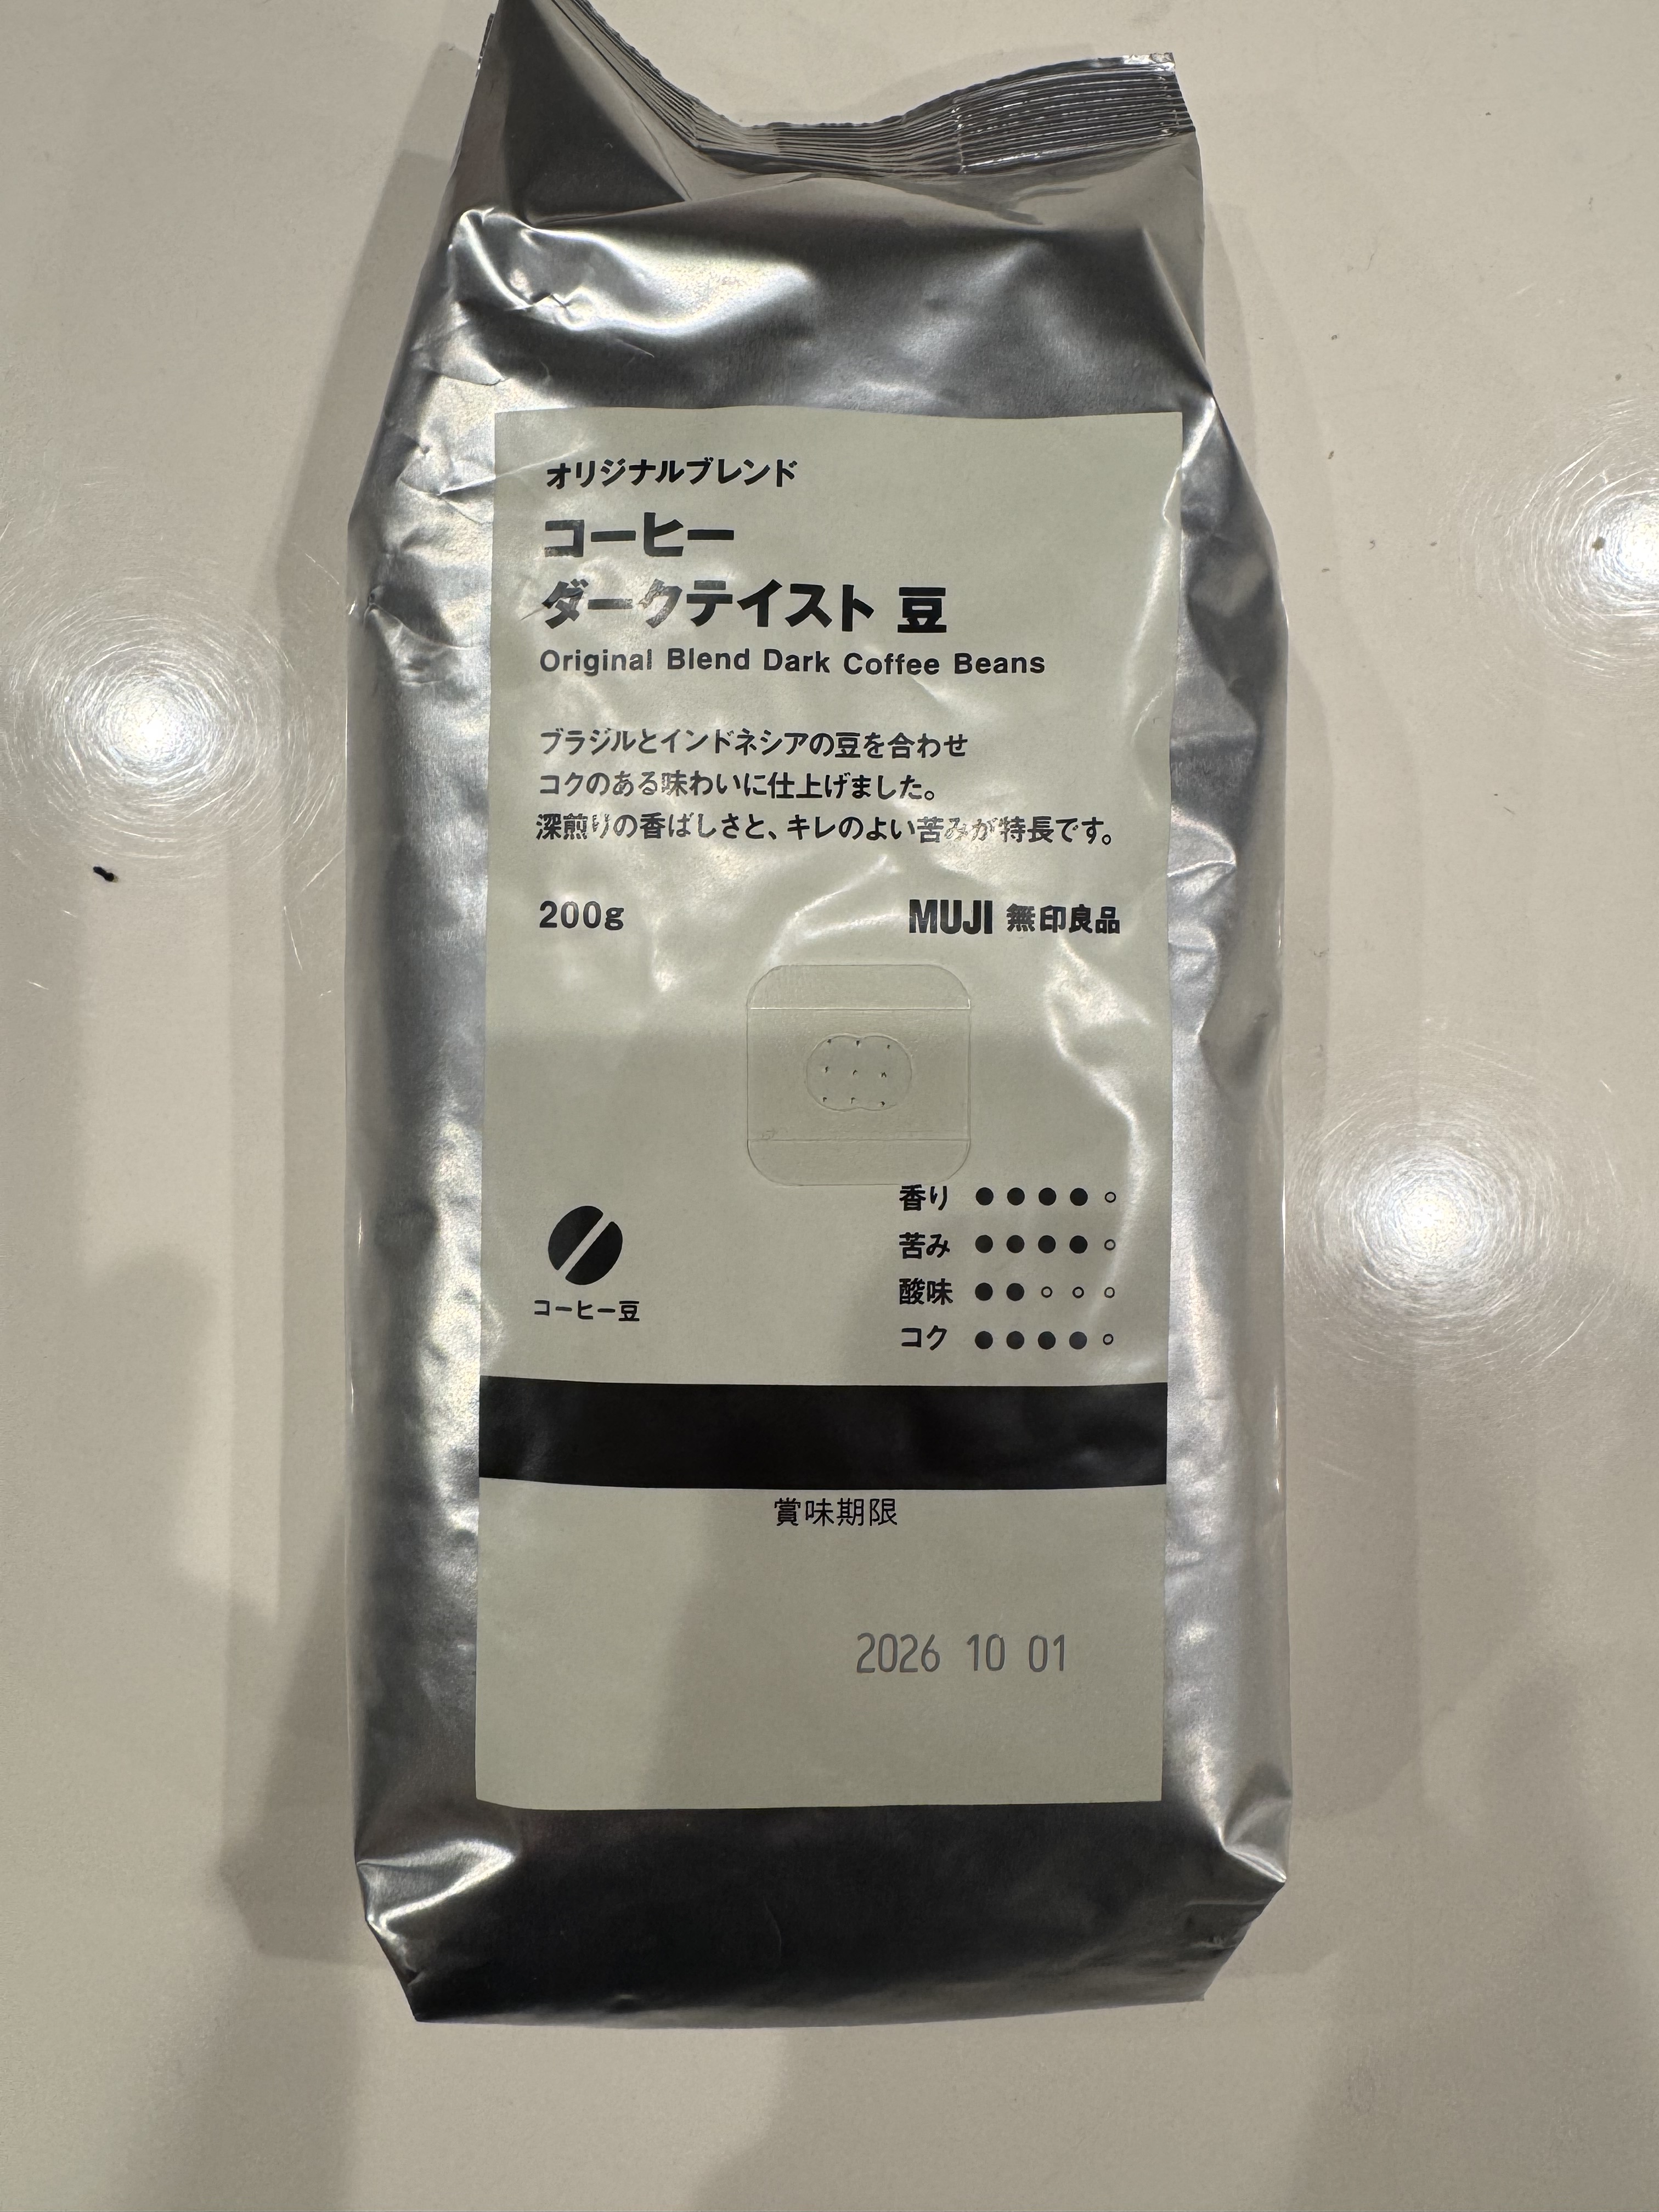 オリジナルブレンド
コーヒー
ダークテイスト 豆
Original Blend Dark Coffee Beans
ブラジルとインドネシアの豆を合わせ
コクのある味わいに仕上げました。
深煎りの香ばしさと、キレのよい苦みが特長です。
200g MUJI 無印良品
香り ●●●●○
苦み ●●●●○
酸味 ●●○○○
コク ●●●●○
コーヒー豆
賞味期限
2026 10 01